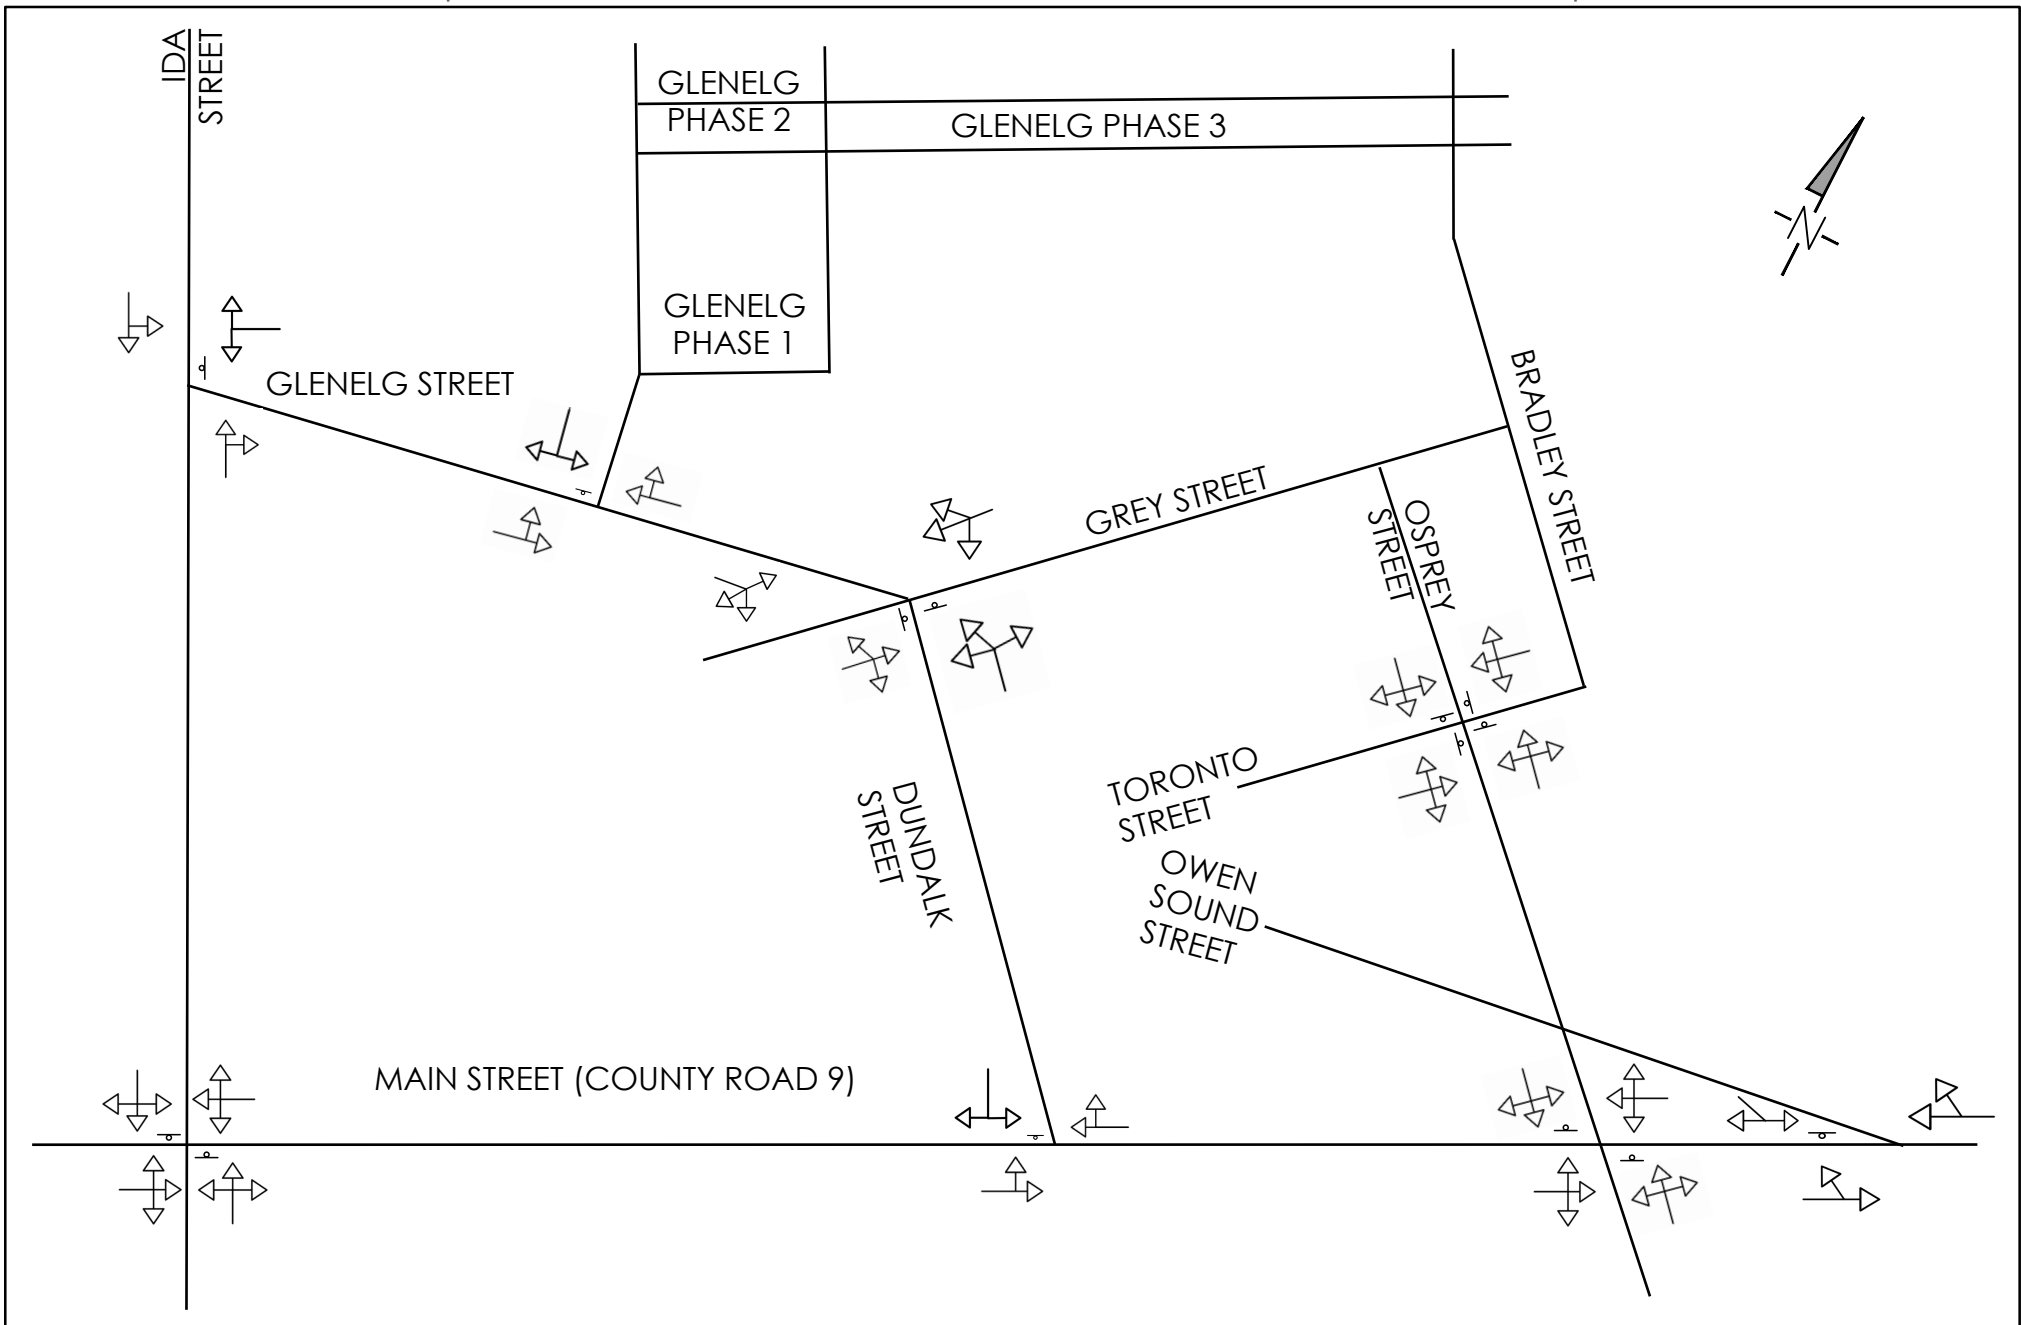 IDA
STREET
GLENELG
PHASE 2
GLENELG PHASE 3
N
GLENELG
PHASE 1
GLENELG STREET
BRADLEY STREET
GREY STREET
OSPREY
STREET
TORONTO
STREET
DUNDALK
STREET
OWEN
SOUND
STREET
MAIN STREET (COUNTY ROAD 9)